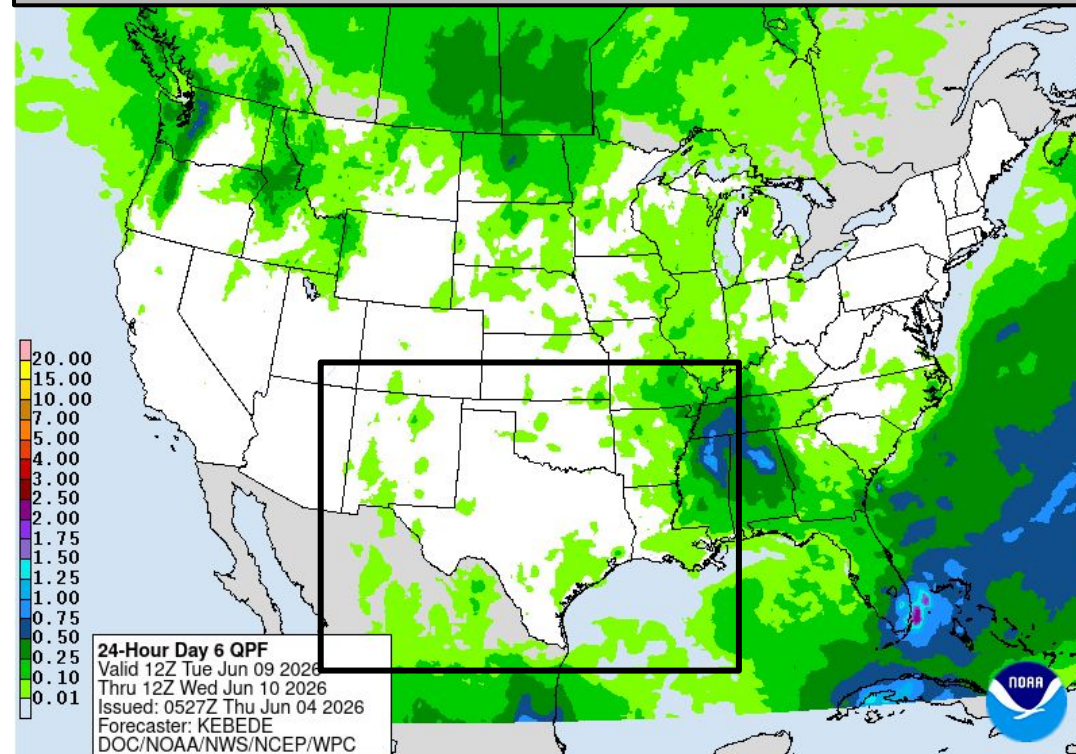 20.00
15.00
10.00
7.00
5.00
4.00
3.00
2.50
2.00
1.75
1.50
1.25
1.00
0.75
0.50
0.25
0.10
0.01
24-Hour Day 6 QPF
Valid 12Z Tue Jun 09 2026
Thru 12Z Wed Jun 10 2026
Issued: 0527Z Thu Jun 04 2026
Forecaster: KEBEDE
DOC/NOAA/NWS/NCEP/WPC
NOAA